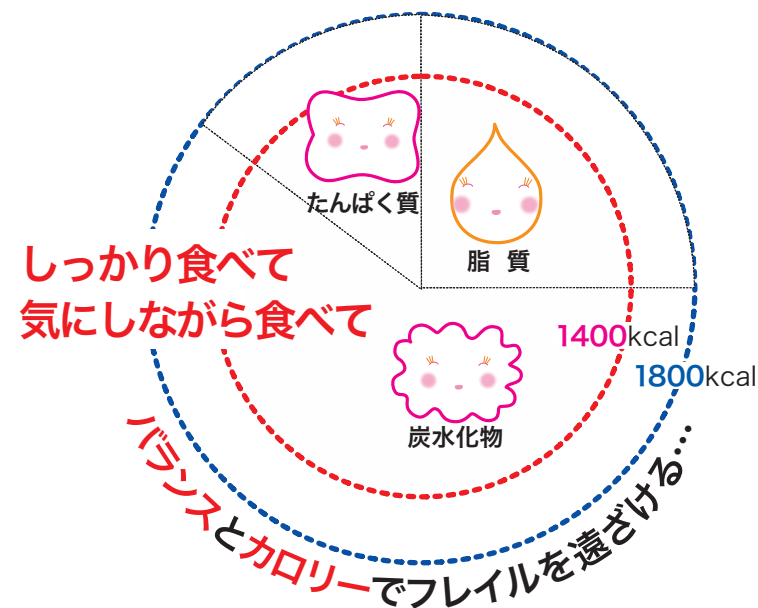 たんぱく質
脂 質
しっかり食べて
気にしながら食べて
1400kcal
1800kcal
炭水化物
バランスとカロリーでフレイルを遠ざける…